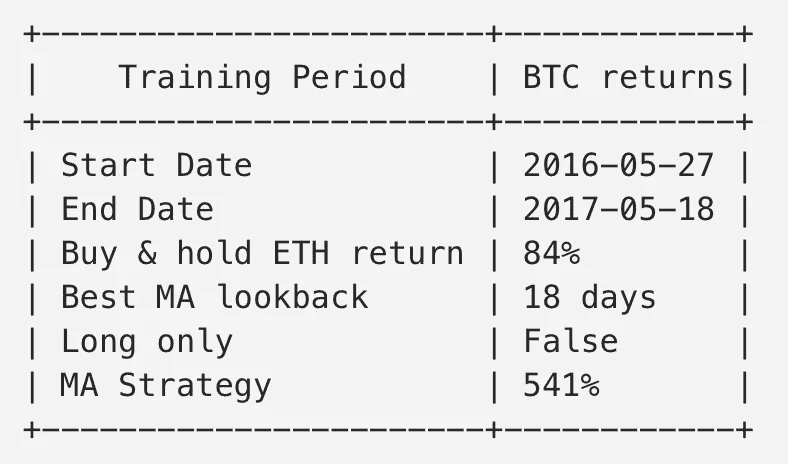 +-----------------------+------------+
|    Training Period    | BTC returns|
+-----------------------+------------+
| Start Date            | 2016-05-27 |
| End Date              | 2017-05-18 |
| Buy & hold ETH return | 84%        |
| Best MA lookback      | 18 days    |
| Long only             | False      |
| MA Strategy           | 541%       |
+-----------------------+------------+